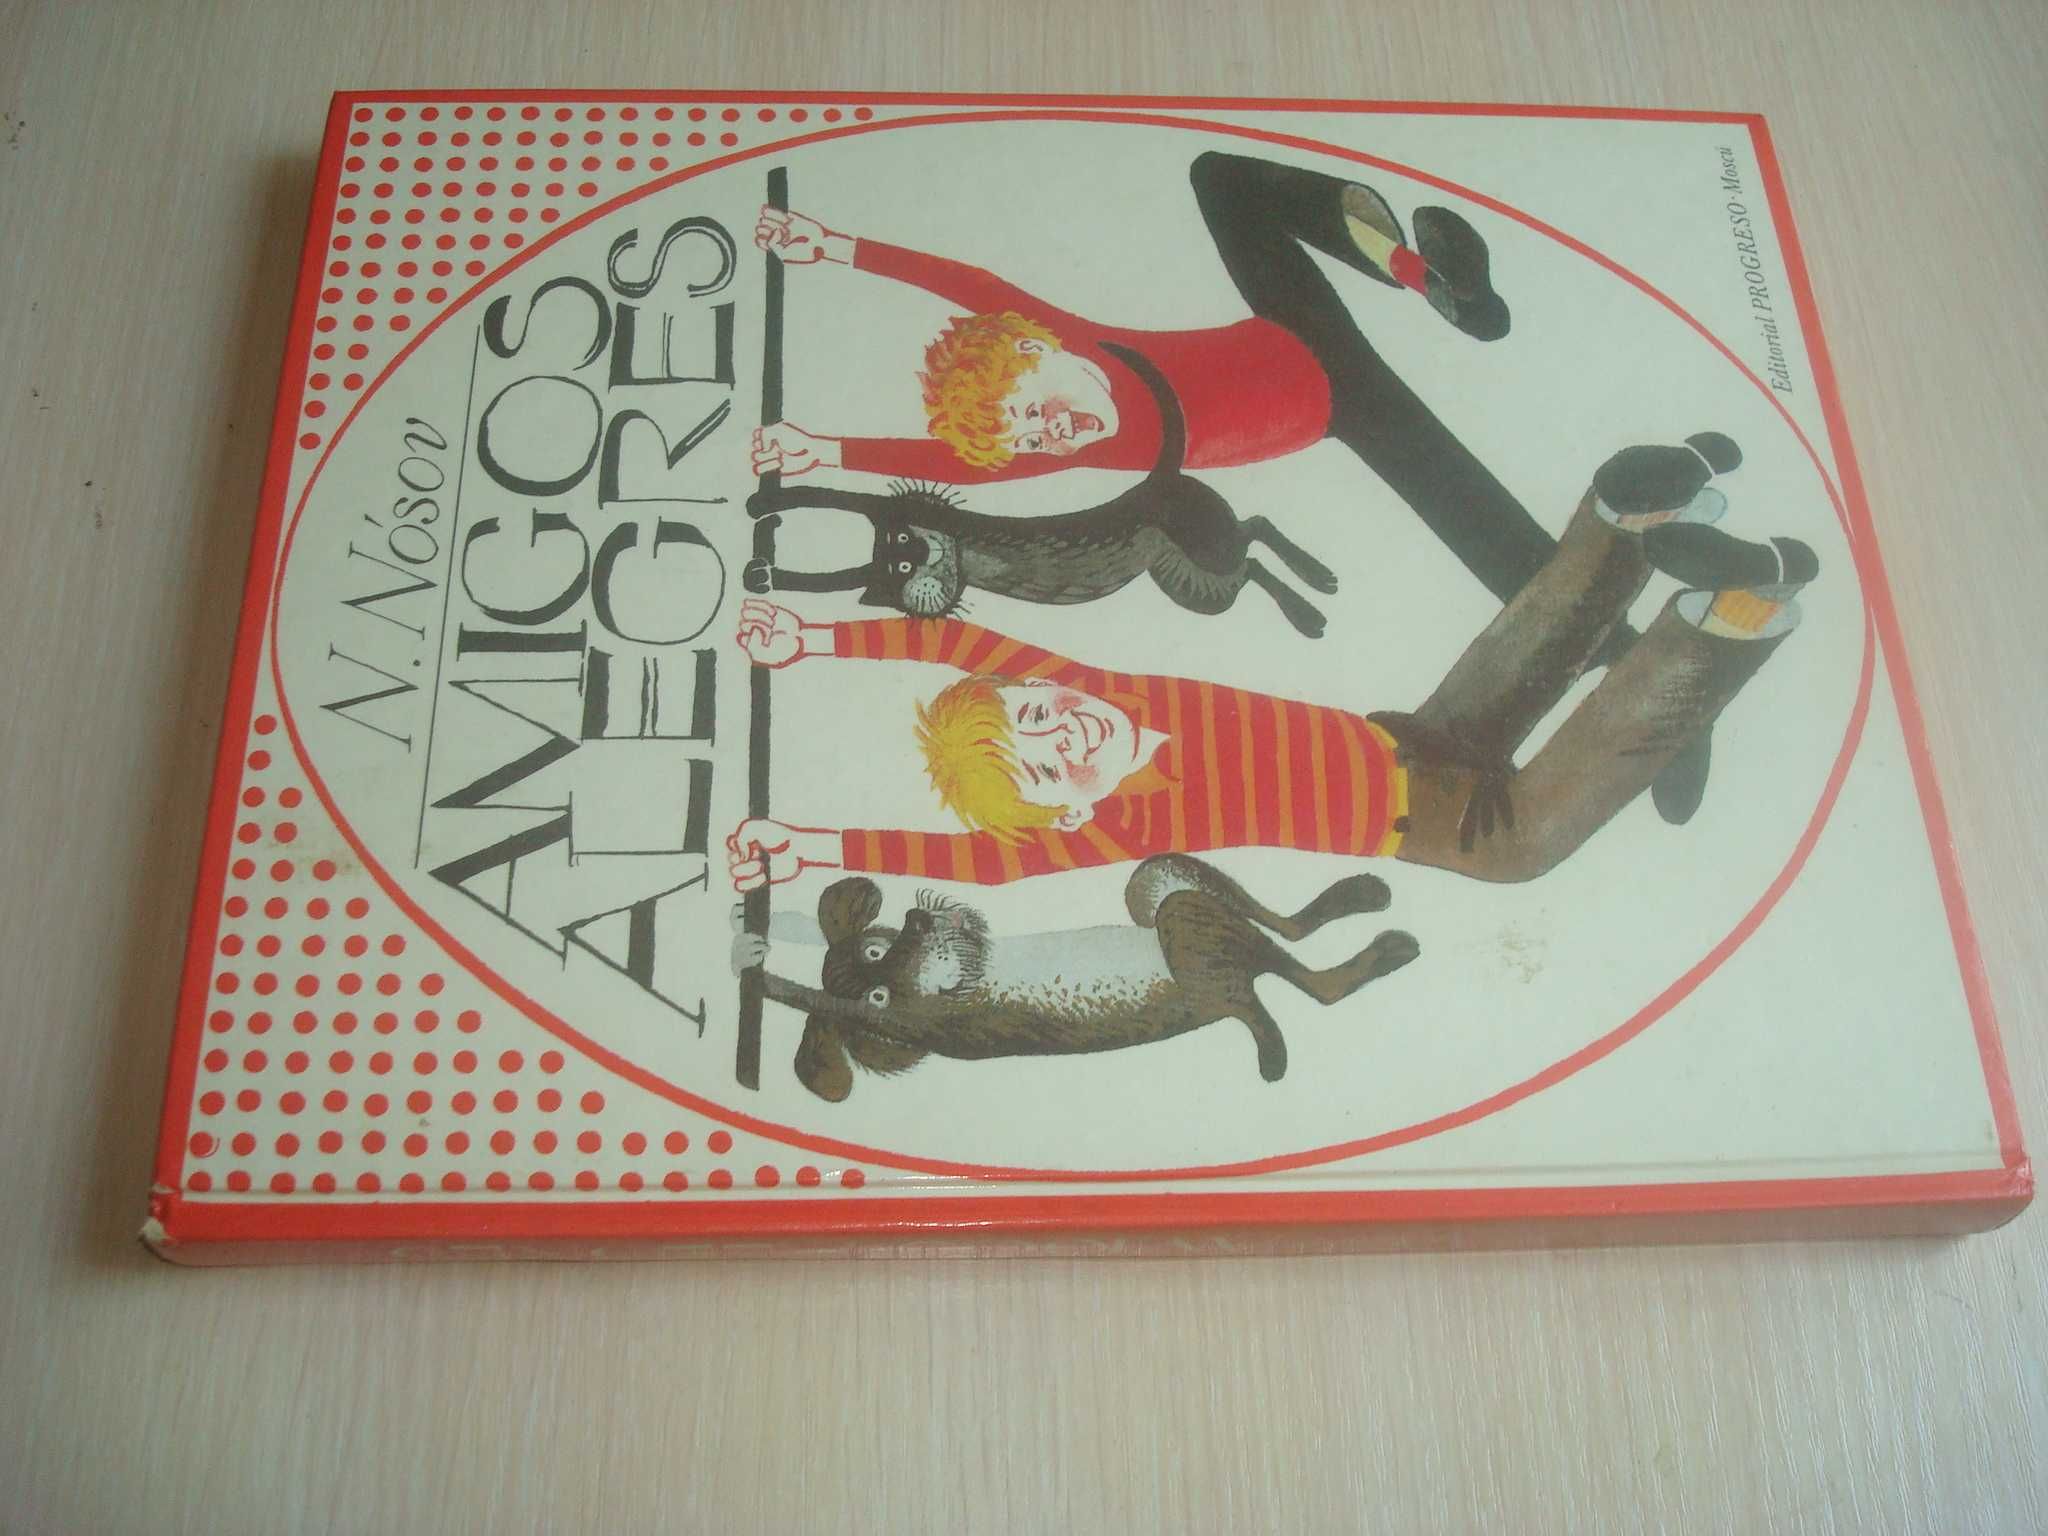 N. Nósov
AMIGOS
ALEGRES
Editorial PROGRESO · Moscú